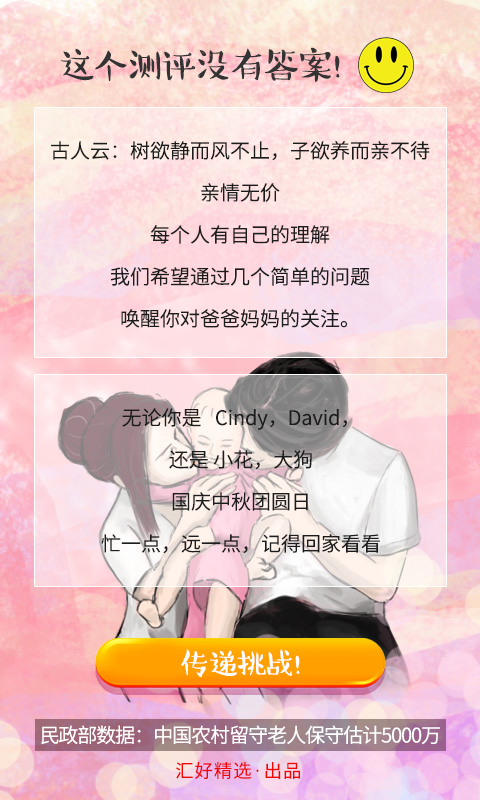 这个测评没有答案!
古人云：树欲静而风不止，子欲养而亲不待
亲情无价
每个人有自己的理解
我们希望通过几个简单的问题
唤醒你对爸爸妈妈的关注。
无论你是 Cindy，David，
还是 小花，大狗
国庆中秋团圆日
忙一点，远一点，记得回家看看
传递挑战!
民政部数据：中国农村留守老人保守估计5000万
汇好精选·出品